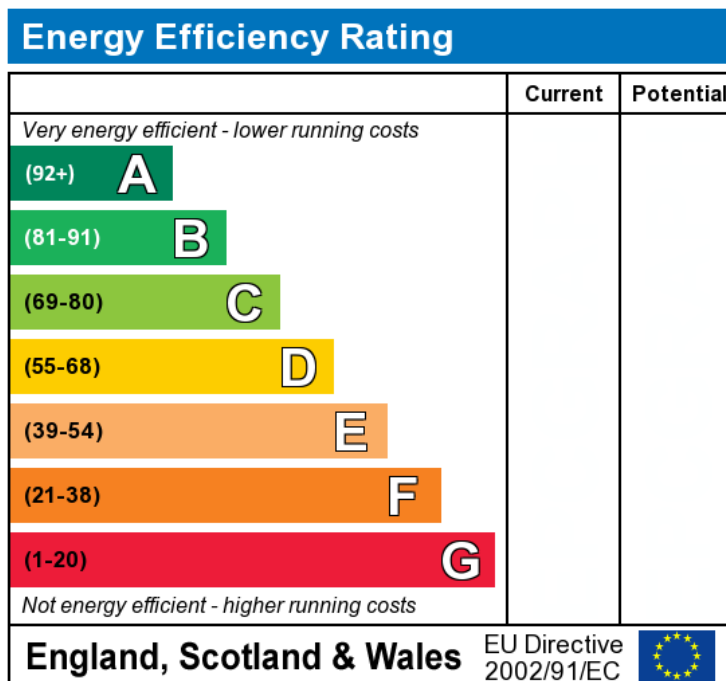 Energy Efficiency Rating
Current Potential
Very energy efficient - lower running costs
(92+) A
(81-91) B
(69-80) C
(55-68) D
(39-54) E
(21-38) F
(1-20) G
Not energy efficient - higher running costs
England, Scotland & Wales
EU Directive
2002/91/EC